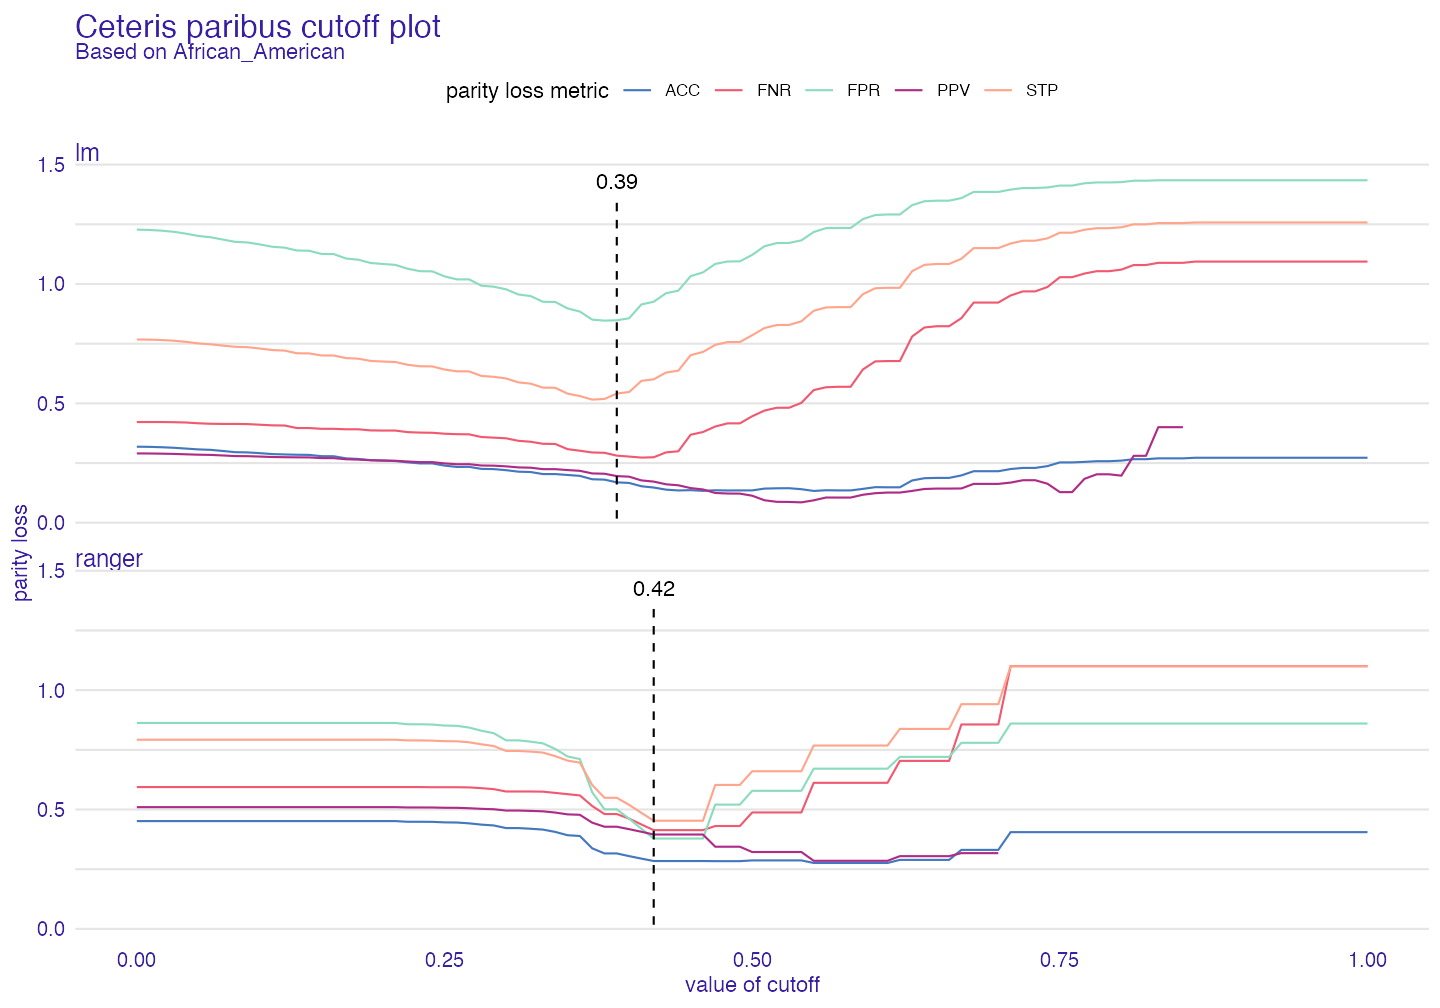 Ceteris paribus cutoff plot
Based on African_American
parity loss metric ACC FNR FPR PPV STP
lm
1.5
0.39
1.0
0.5
0.0
parity loss
ranger
1.5
0.42
1.0
0.5
0.0
0.00 0.25 0.50 0.75 1.00
value of cutoff